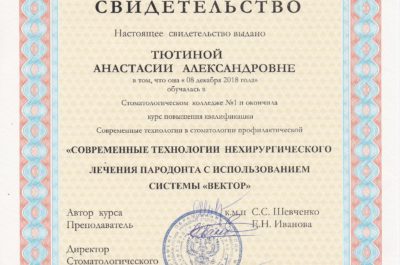 СВИДЕТЕЛЬСТВО
Настоящее свидетельство выдано
ТЮТИНОЙ
АНАСТАСИИ АЛЕКСАНДРОВНЕ
в том, что она « 08 декабря 2018 года»
обучалась в
Стоматологическом колледже №1 и окончила
курс повышения квалификации
Современные технологии в стоматологии профилактической
«СОВРЕМЕННЫЕ ТЕХНОЛОГИИ НЕХИРУРГИЧЕСКОГО
ЛЕЧЕНИЯ ПАРОДОНТА С ИСПОЛЬЗОВАНИЕМ
СИСТЕМЫ «ВЕКТОР»
Автор курса к.м.н С.С. Шевченко
Преподаватель Е.Н. Иванова
Директор
Стоматологического